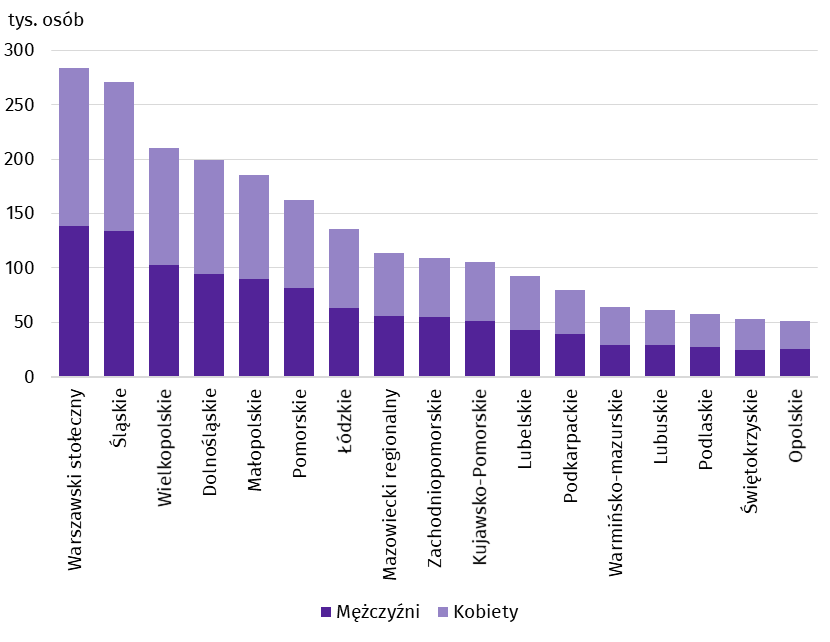 tys. osób
300
250
200
150
100
50
0
Warszawski stołeczny
Śląskie
Wielkopolskie
Dolnośląskie
Małopolskie
Pomorskie
Łódzkie
Mazowiecki regionalny
Zachodniopomorskie
Kujawsko-Pomorskie
Lubelskie
Podkarpackie
Warmińsko-mazurskie
Lubuskie
Podlaskie
Świętokrzyskie
Opolskie
Mężczyźni Kobiety